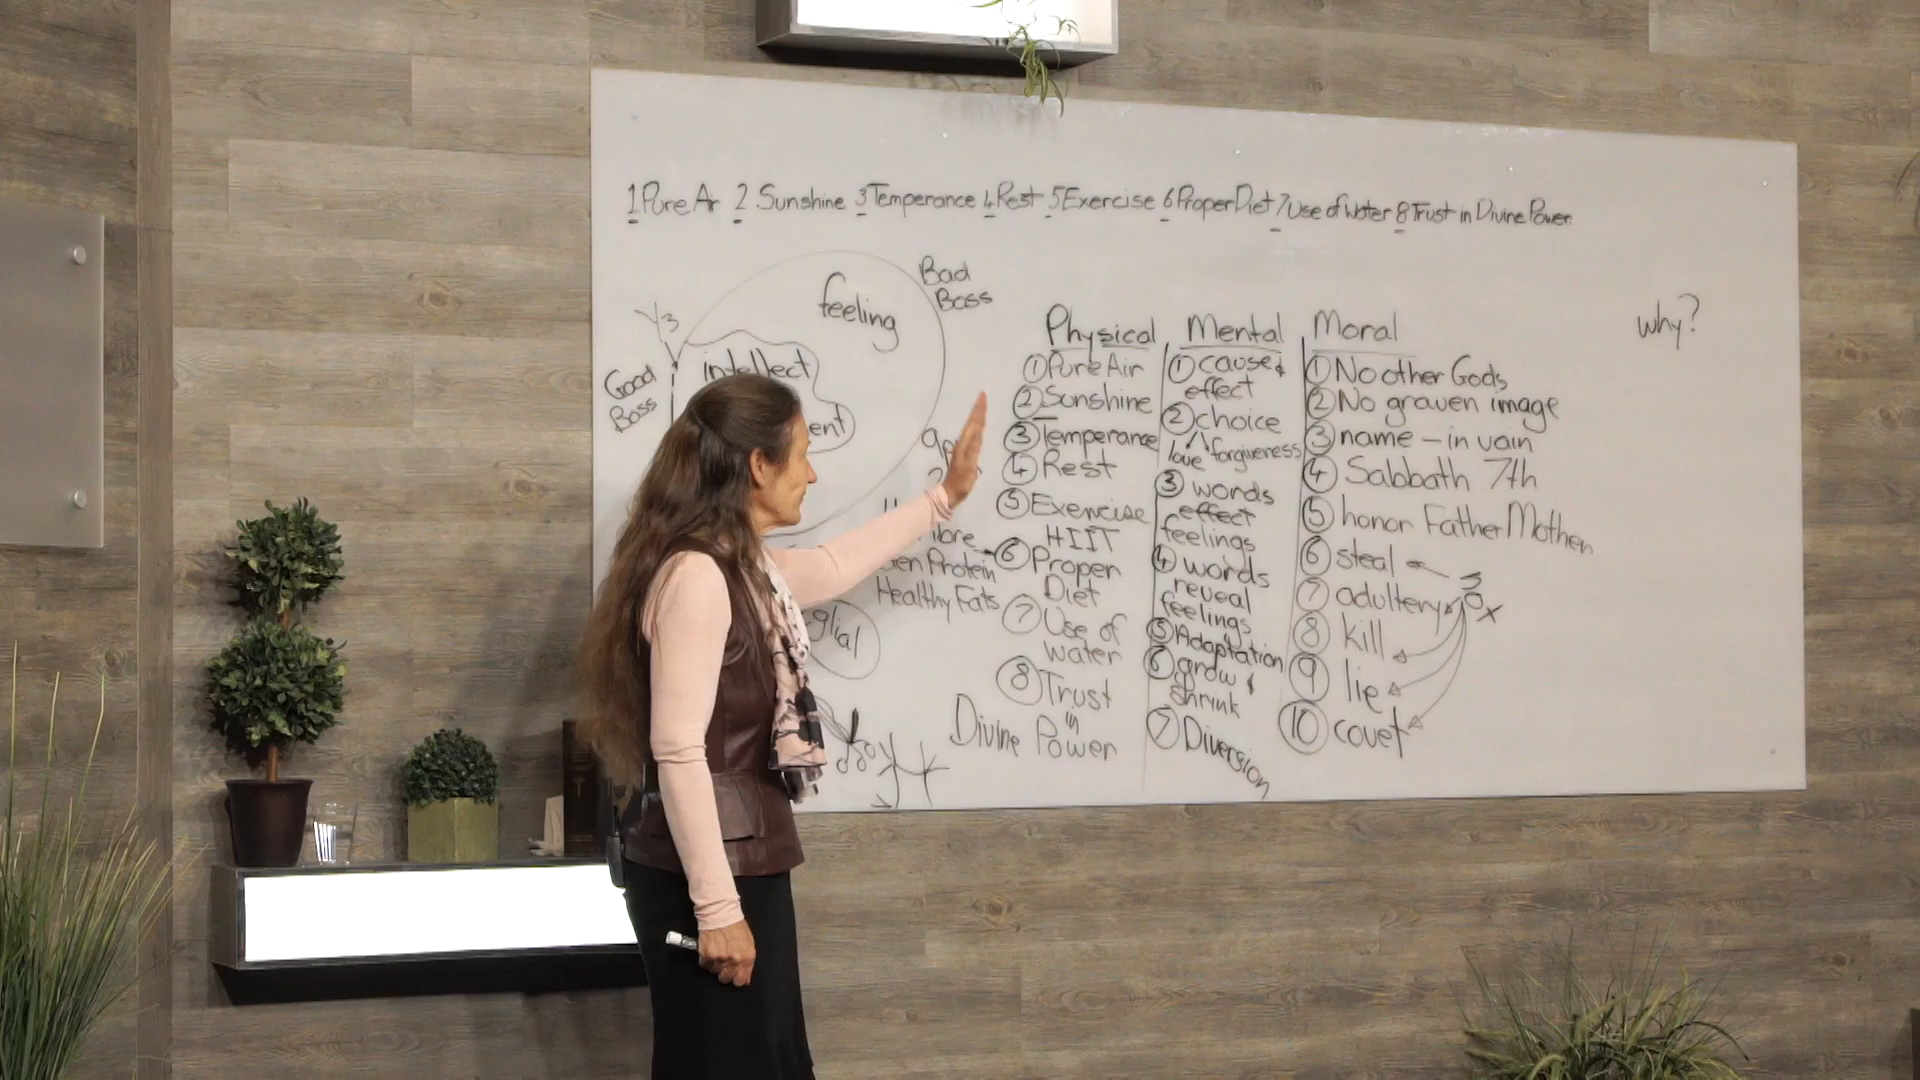 1 Pure Air 2 Sunshine 3 Temperance 4 Rest 5 Exercise 6 Proper Diet 7 Use of water 8 Trust in Divine Power
feeling
Bad
Boss
Good
Boss
intellect
Healthy Fats
glial
Physical
① Pure Air
② Sunshine
③ Temperance
④ Rest
⑤ Exercise
HIIT
⑥ Proper
Diet
⑦ Use of
water
⑧ Trust
in
Divine Power
Mental
① cause &
effect
② choice
love forgiveness
③ words
effect
feelings
④ words
reveal
feelings
⑤ Adaptation
⑥ grow &
shrink
⑦ Diversion
Moral
① No other Gods
② No graven image
③ name - in vain
④ Sabbath 7th
⑤ honor Father Mother
⑥ steal
⑦ adultery
⑧ kill
⑨ lie
⑩ covet
why?